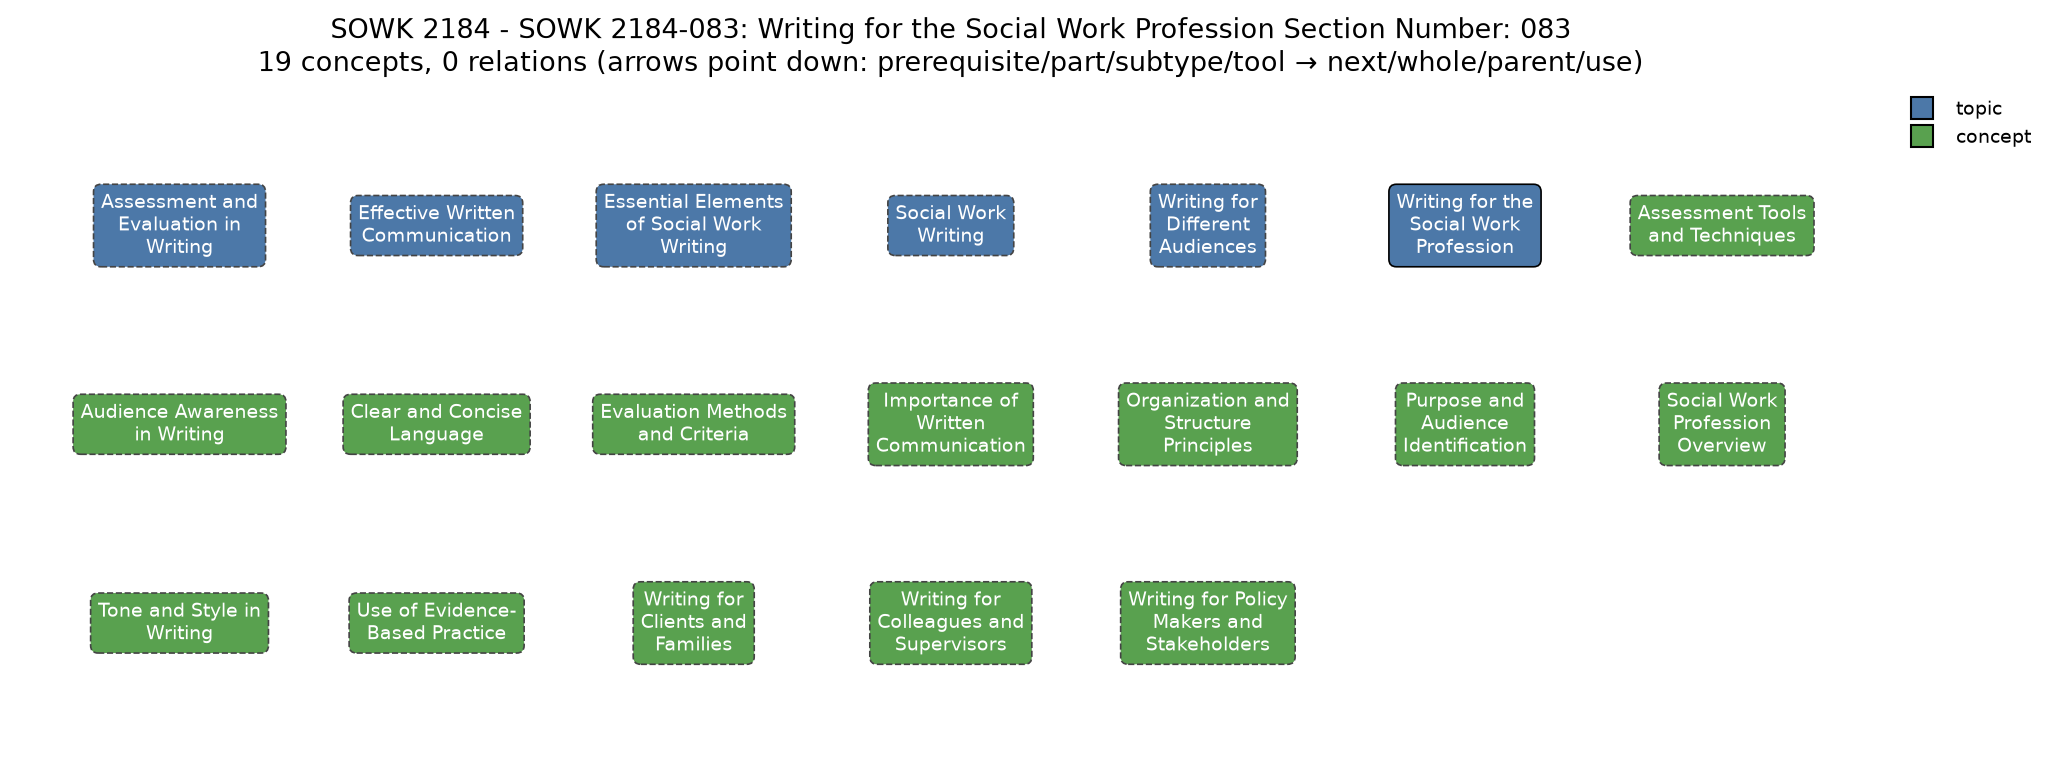 SOWK 2184 - SOWK 2184-083: Writing for the Social Work Profession Section Number: 083
19 concepts, 0 relations (arrows point down: prerequisite/part/subtype/tool → next/whole/parent/use)
topic
concept
Assessment and
Evaluation in
Writing
Effective Written
Communication
Essential Elements
of Social Work
Writing
Social Work
Writing
Writing for
Different
Audiences
Writing for the
Social Work
Profession
Assessment Tools
and Techniques
Audience Awareness
in Writing
Clear and Concise
Language
Evaluation Methods
and Criteria
Importance of
Written
Communication
Organization and
Structure
Principles
Purpose and
Audience
Identification
Social Work
Profession
Overview
Tone and Style in
Writing
Use of Evidence-
Based Practice
Writing for
Clients and
Families
Writing for
Colleagues and
Supervisors
Writing for Policy
Makers and
Stakeholders